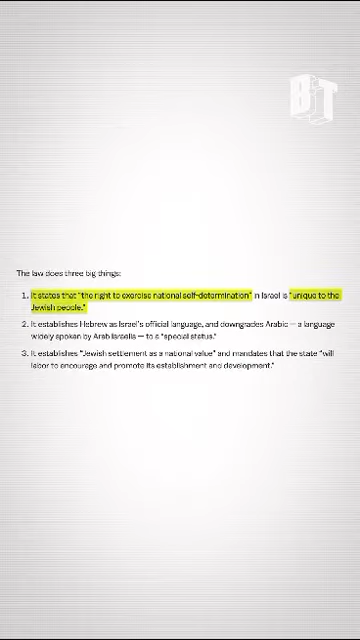 BT
The law does three big things:
1. It states that "the right to exercise national self-determination" in Israel is "unique to the
Jewish people."
2. It establishes Hebrew as Israel's official language, and downgrades Arabic — a language
widely spoken by Arab Israelis — to a "special status."
3. It establishes "Jewish settlement as a national value" and mandates that the state "will
labor to encourage and promote its establishment and development."